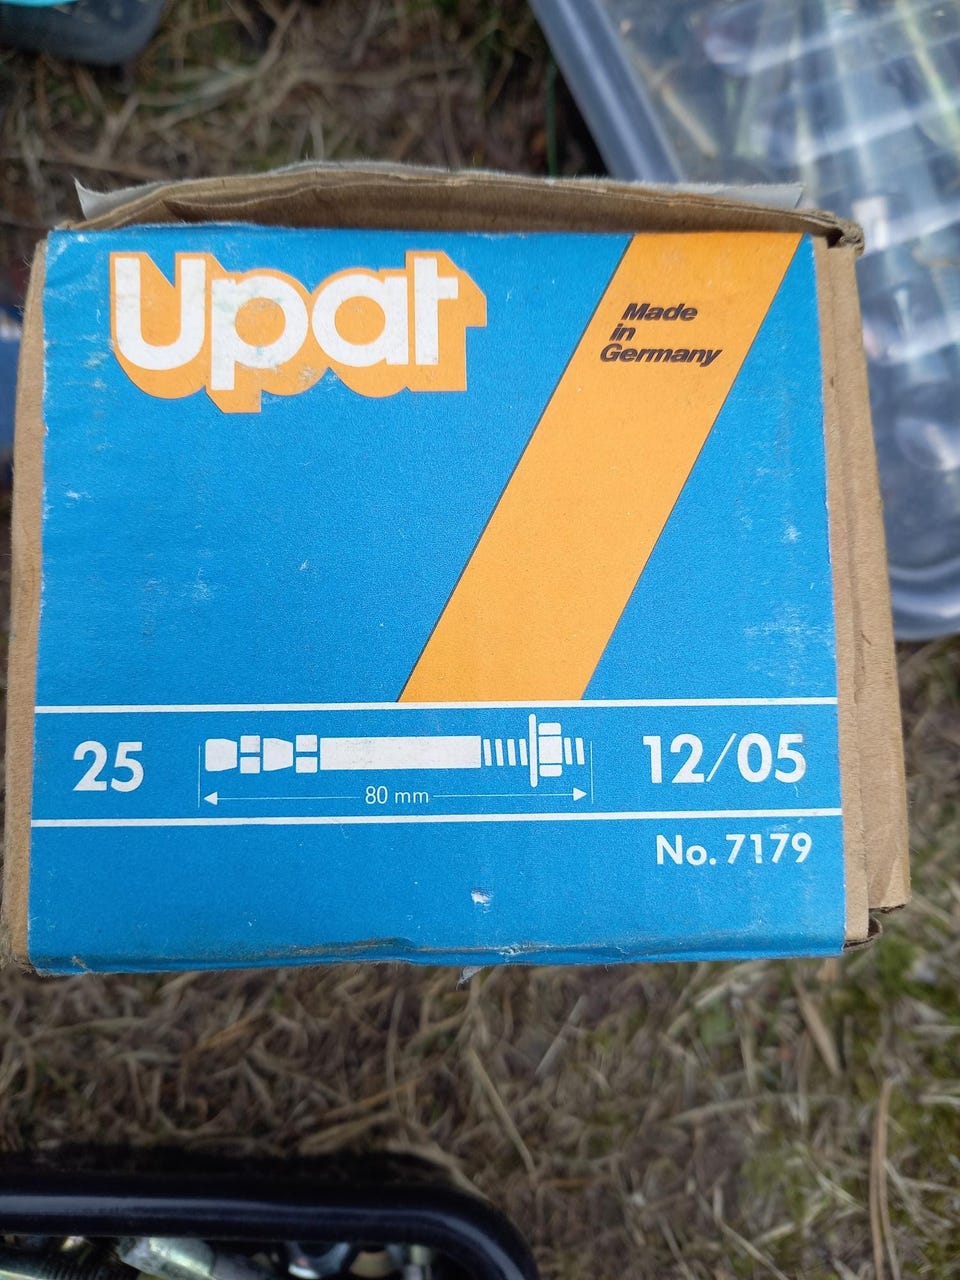 Upat
Made
in
Germany
25
80 mm
12/05
No. 7179